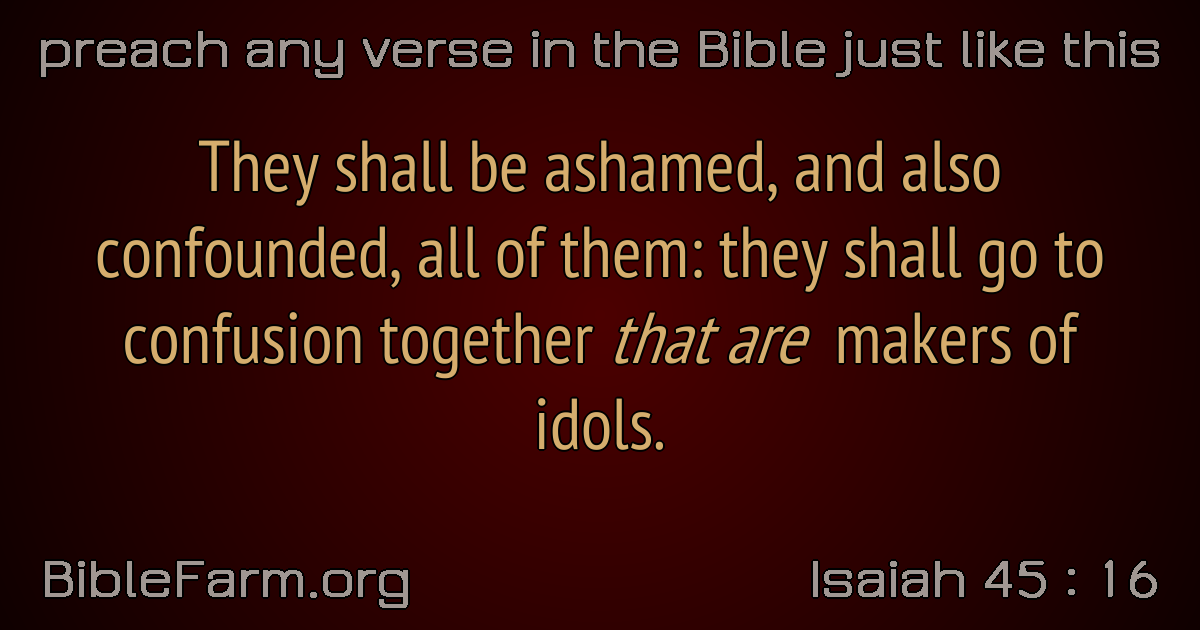 preach any verse in the Bible just like this
They shall be ashamed, and also
confounded, all of them: they shall go to
confusion together that are makers of
idols.
BibleFarm.org
Isaiah 45 : 16